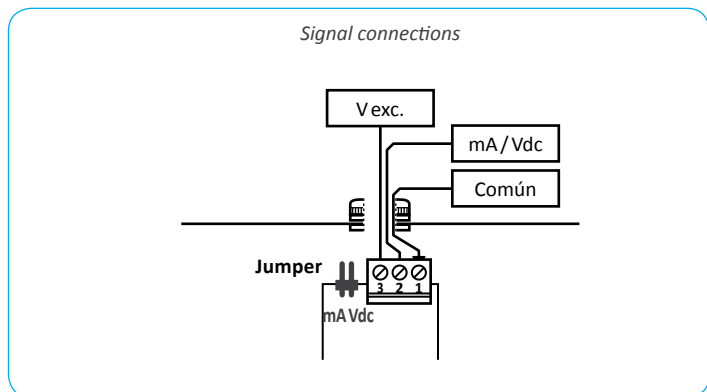 Signal connections
V exc.
mA / Vdc
Común
Jumper
3 2 1
mA Vdc